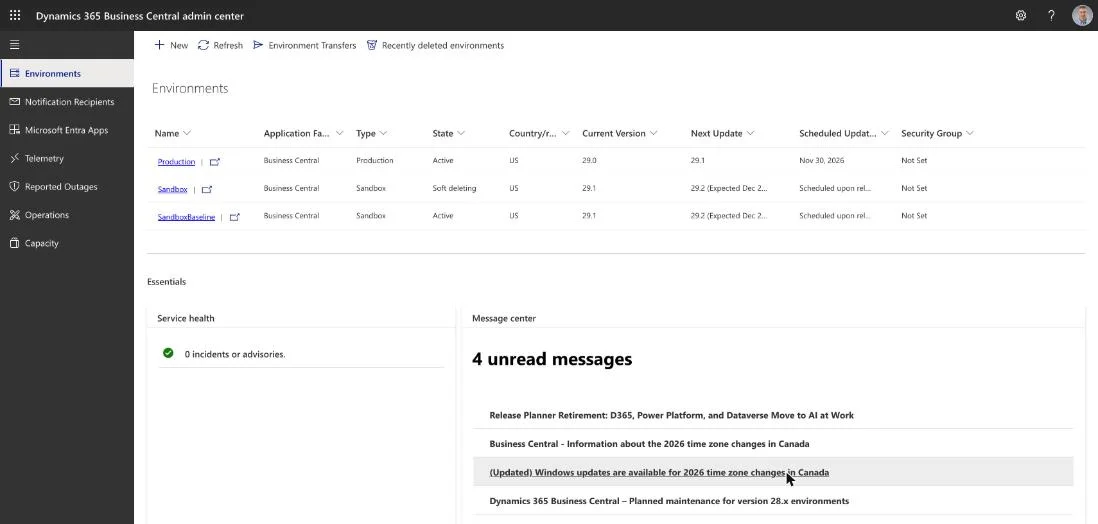 Dynamics 365 Business Central admin center
New Refresh Environment Transfers Recently deleted environments
Environments
Notification Recipients
Microsoft Entra Apps
Telemetry
Reported Outages
Operations
Capacity
Environments
Name Application Fa... Type State Country/r... Current Version Next Update Scheduled Updat... Security Group
Production | Business Central Production Active US 29.0 29.1 Nov 30, 2026 Not Set
Sandbox | Business Central Sandbox Soft deleting US 29.1 29.2 (Expected Dec 2... Scheduled upon rel... Not Set
SandboxBaseline | Business Central Sandbox Active US 29.1 29.2 (Expected Dec 2... Scheduled upon rel... Not Set
Essentials
Service health
0 incidents or advisories.
Message center
4 unread messages
Release Planner Retirement: D365, Power Platform, and Dataverse Move to AI at Work
Business Central - Information about the 2026 time zone changes in Canada
(Updated) Windows updates are available for 2026 time zone changes in Canada
Dynamics 365 Business Central – Planned maintenance for version 28.x environments